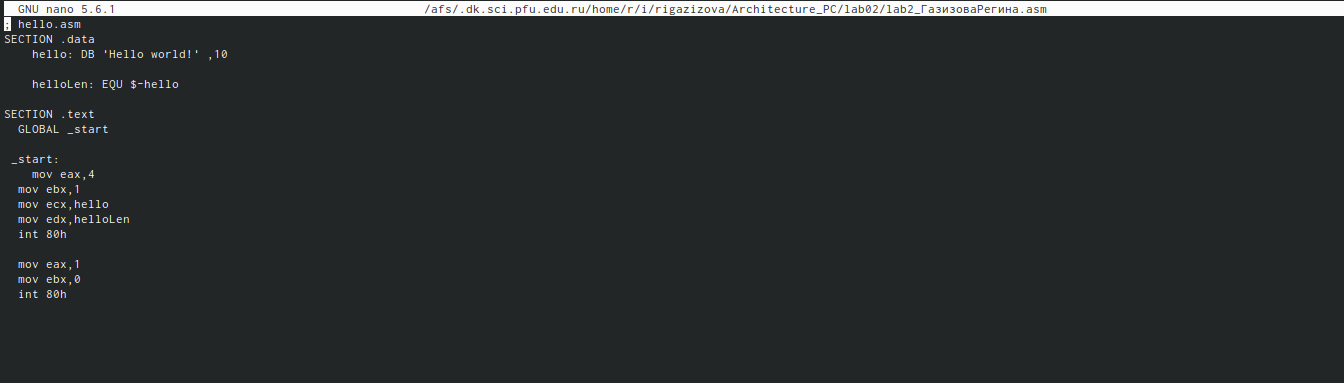 GNU nano 5.6.1 /afs/.dk.sci.pfu.edu.ru/home/r/i/rigazizova/Architecture_PC/lab02/lab2_ГазизоваРегина.asm
; hello.asm
SECTION .data
hello: DB 'Hello world!' ,10
helloLen: EQU $-hello
SECTION .text
GLOBAL _start
_start:
mov eax,4
mov ebx,1
mov ecx,hello
mov edx,helloLen
int 80h
mov eax,1
mov ebx,0
int 80h